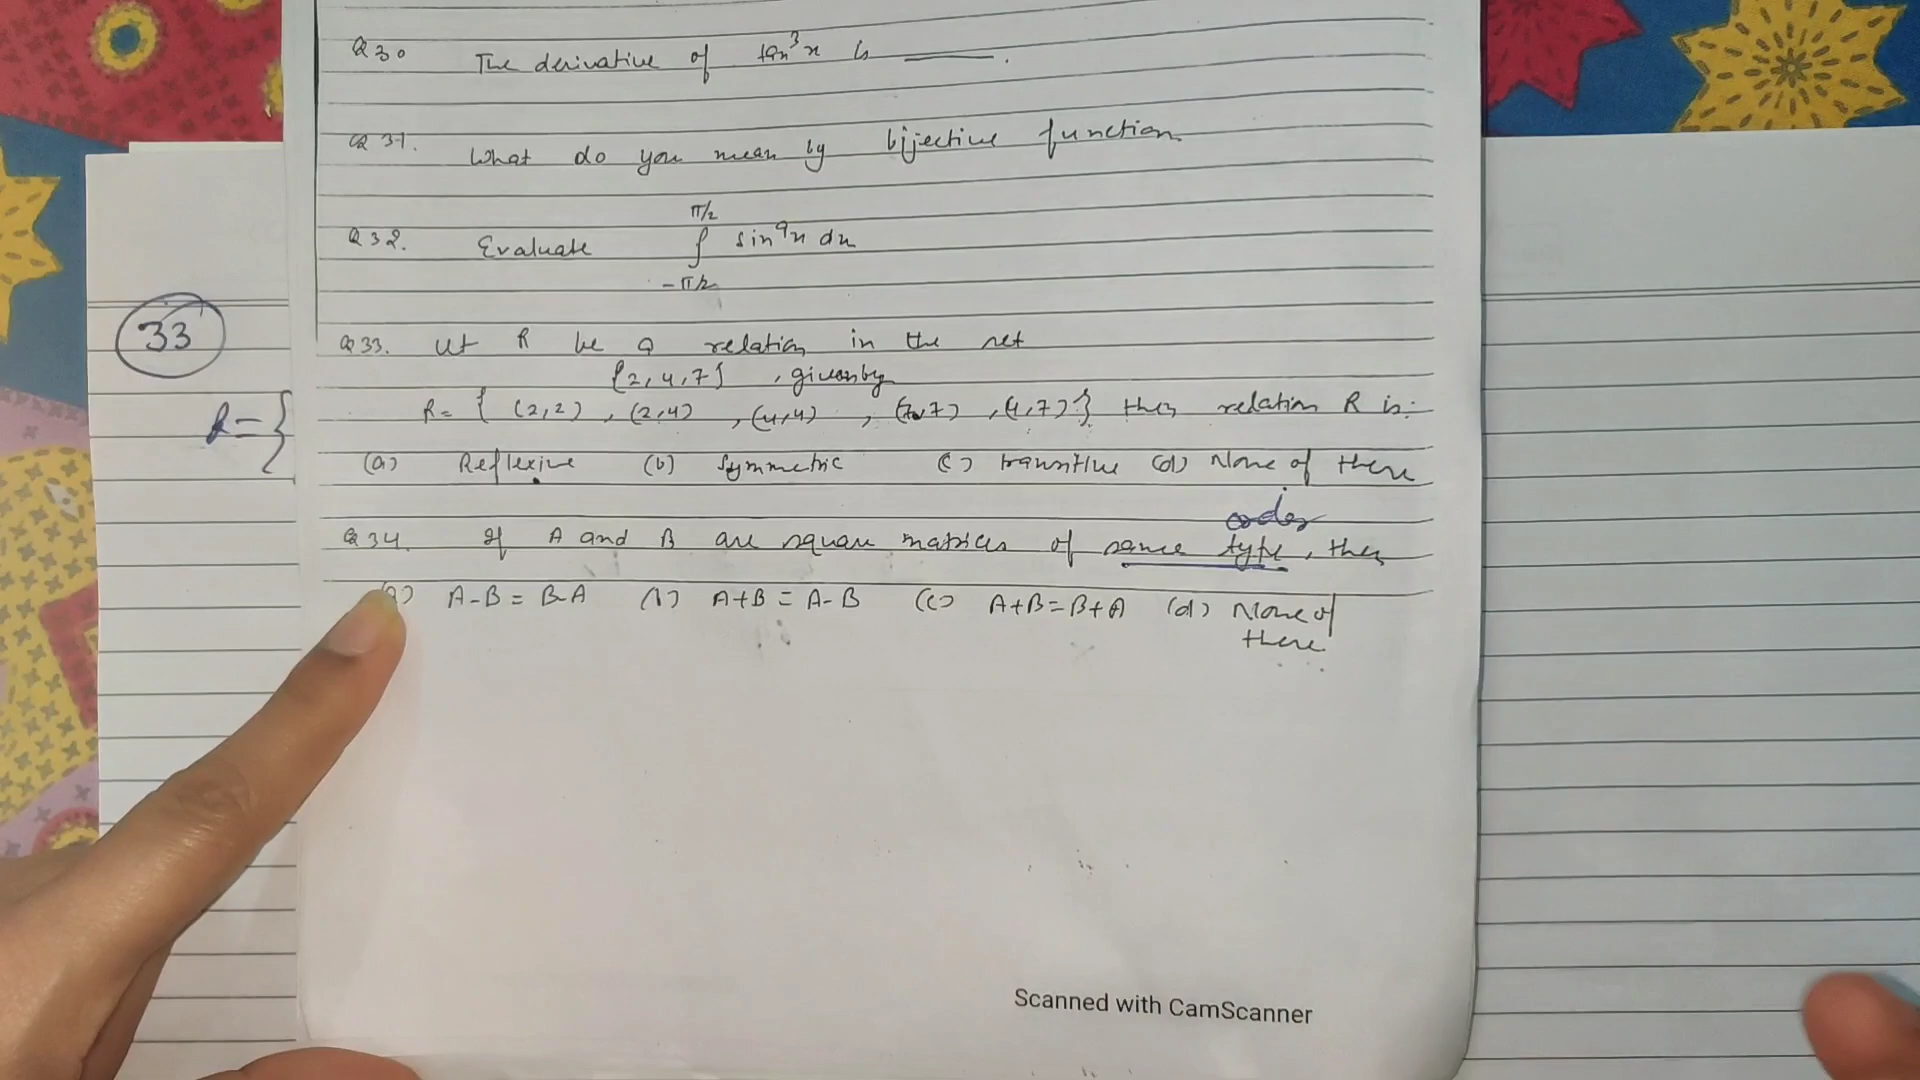 Q30 The derivative of tan³x is ____.
Q31. What do you mean by bijective function
π/2
Q32. Evaluate ∫ sin⁹x dx
-π/2
33
Q33. Let R be a relation in the set
{2,4,7}, given by
R= { (2,2), (2,4), (4,4), (7,7), (4,7)} then relation R is:
R={
(a) Reflexive (b) Symmetric (c) transitive (d) None of these
order
Q34. If A and B are square matrices of same type, then
(a) A-B = B-A (b) A+B = A-B (c) A+B=B+A (d) None of
these
Scanned with CamScanner